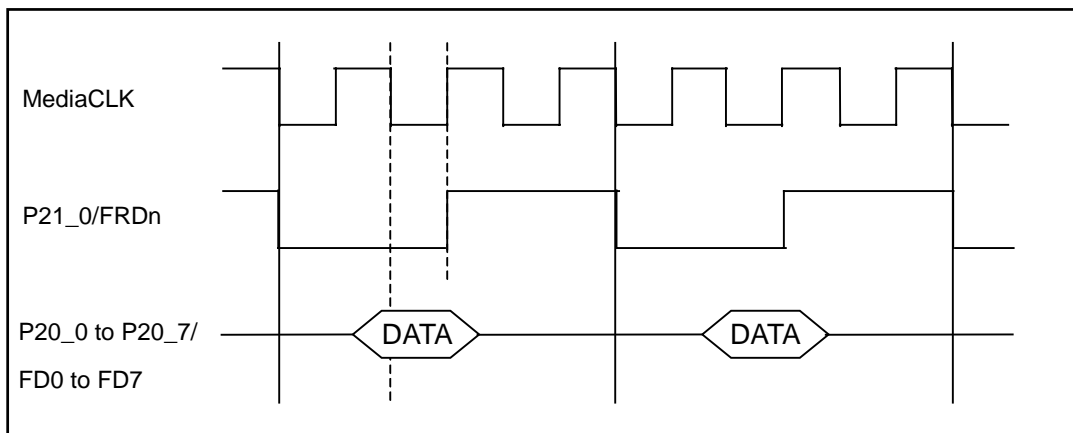 MediaCLK
P21_0/FRDn
P20_0 to P20_7/
FD0 to FD7
DATA
DATA